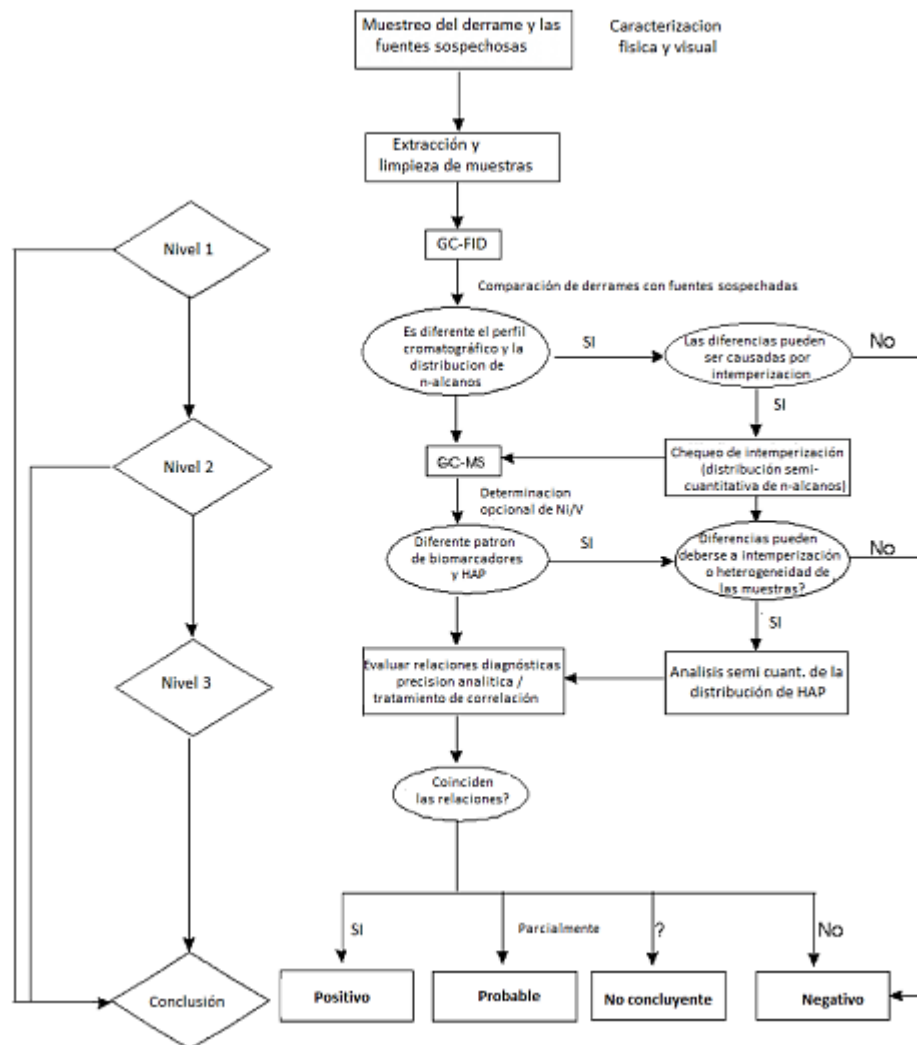 Muestreo del derrame y las
fuentes sospechosas
Caracterizacion
fisica y visual
Extracción y
limpieza de muestras
Nivel 1
GC-FID
Comparación de derrames con fuentes sospechadas
Es diferente el perfil
cromatográfico y la
distribucion de
n-alcanos
SI
Las diferencias pueden
ser causadas por
intemperizacion
No
SI
Nivel 2
GC-MS
Chequeo de intemperización
(distribución semi-
cuantitativa de n-alcanos)
Determinacion
opcional de Ni/V
Diferente patron
de biomarcadores
y HAP
SI
Diferencias pueden
deberse a intemperización
o heterogeneidad de
las muestras?
No
SI
Nivel 3
Evaluar relaciones diagnósticas
precision analitica /
tratamiento de correlación
Analisis semi cuant. de la
distribución de HAP
Coinciden
las relaciones?
SI
Parcialmente
?
No
Conclusión
Positivo
Probable
No concluyente
Negativo